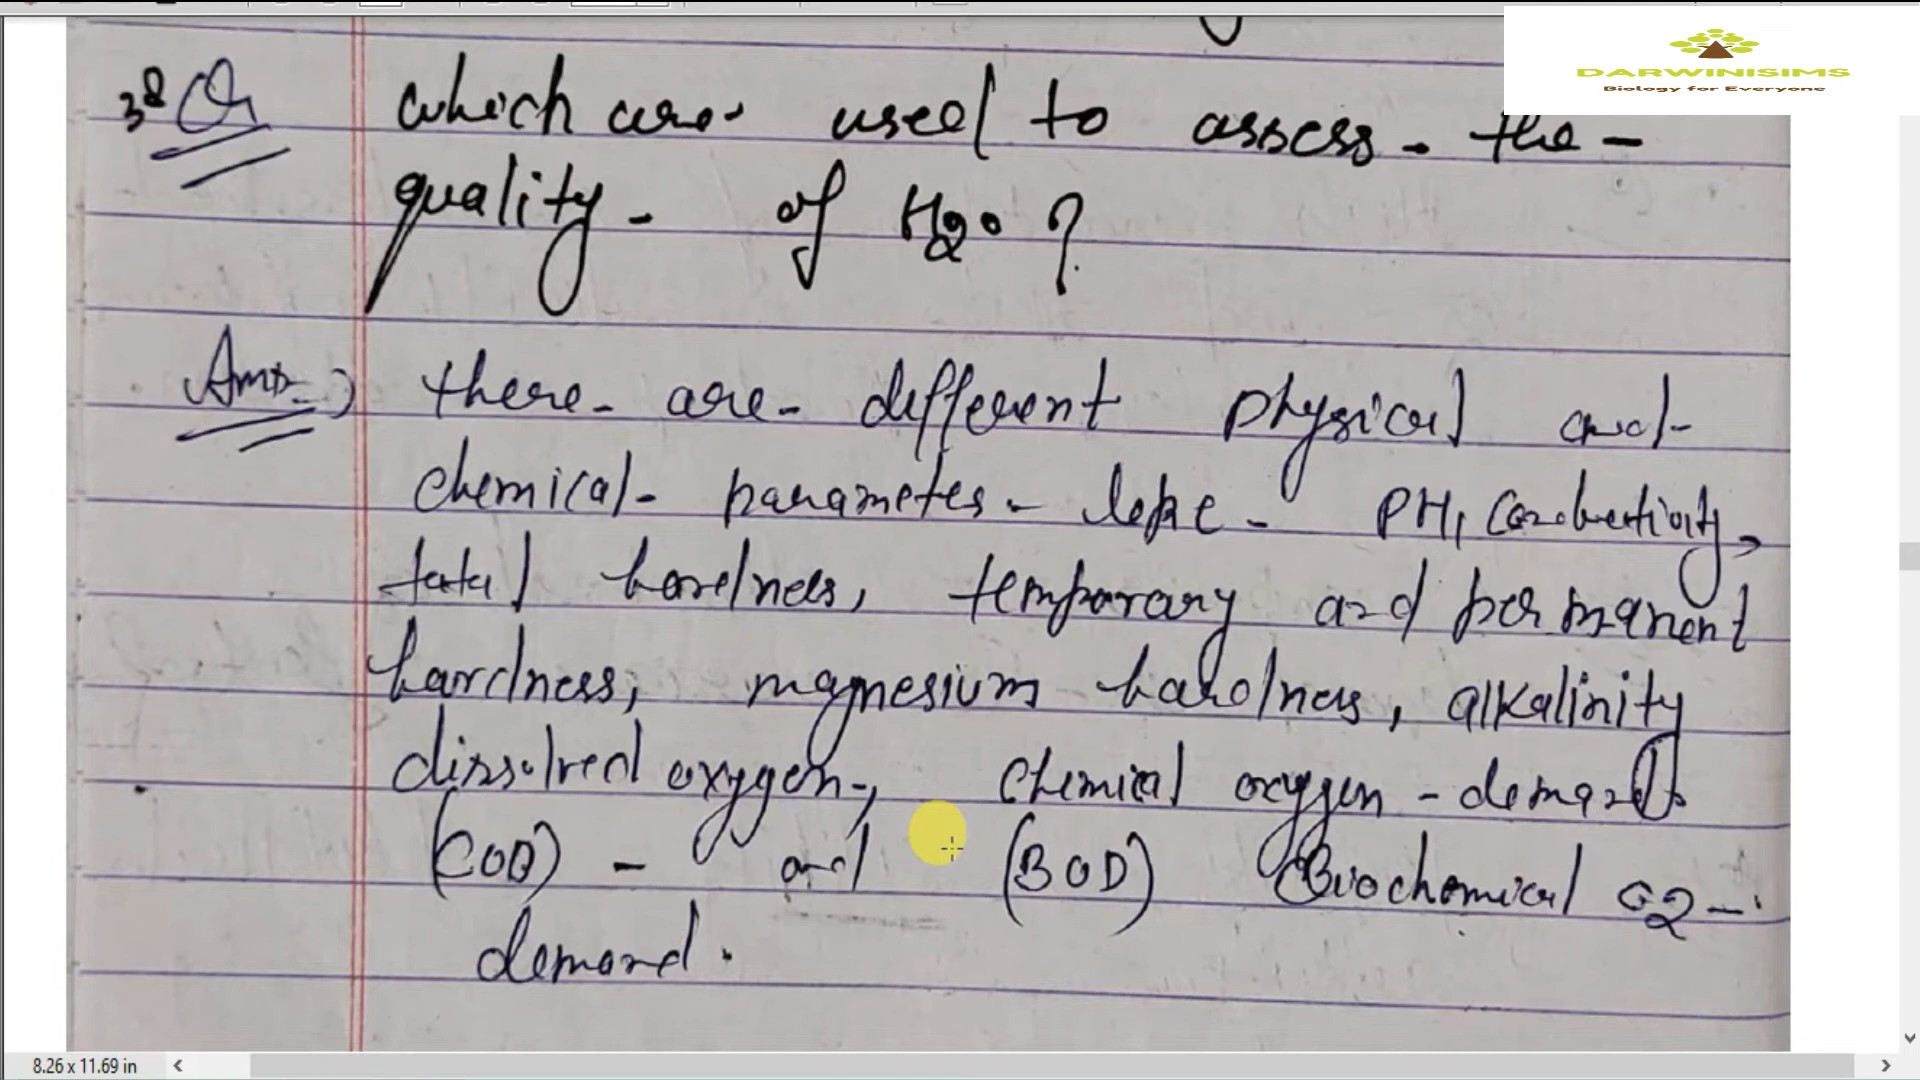 DARWINISIMS
Biology for Everyone
38 Q which are used to assess the
quality of H2O ?
Ans there are different physical and
chemical parametes like PH, Conductivity,
total hardness, temporary and permanent
hardness, magnesium hardness, alkalinity
dissolved oxygen, chemical oxygen demand
(COD) - and (BOD) Biochemical O2 -
demand.
8.26 x 11.69 in